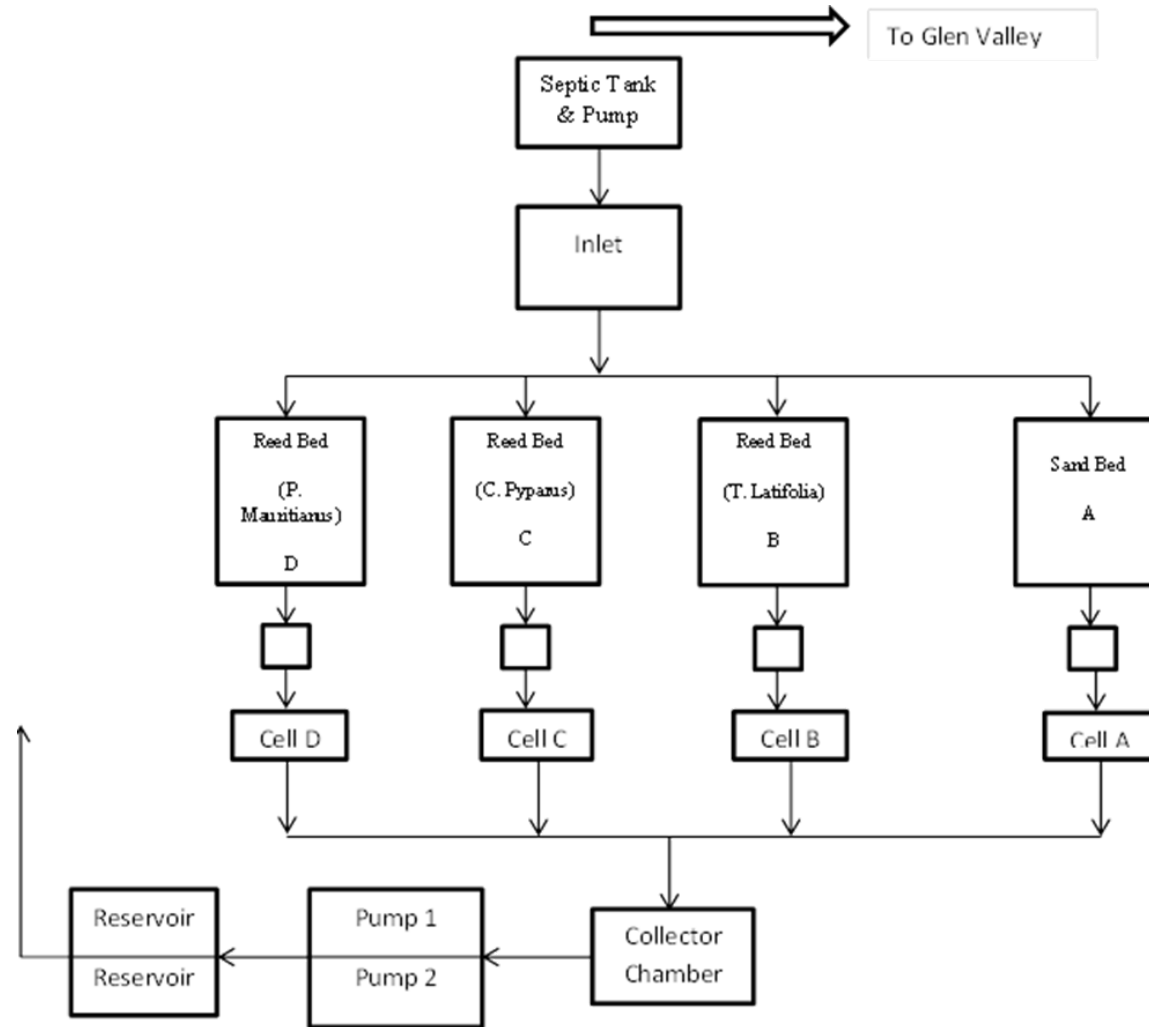 To Glen Valley
Septic Tank
& Pump
Inlet
Reed Bed
(P.
Mauritianus)
D
Reed Bed
(C. Pyparus)
C
Reed Bed
(T. Latifolia)
B
Sand Bed
A
Cell D
Cell C
Cell B
Cell A
Reservoir
Reservoir
Pump 1
Pump 2
Collector
Chamber